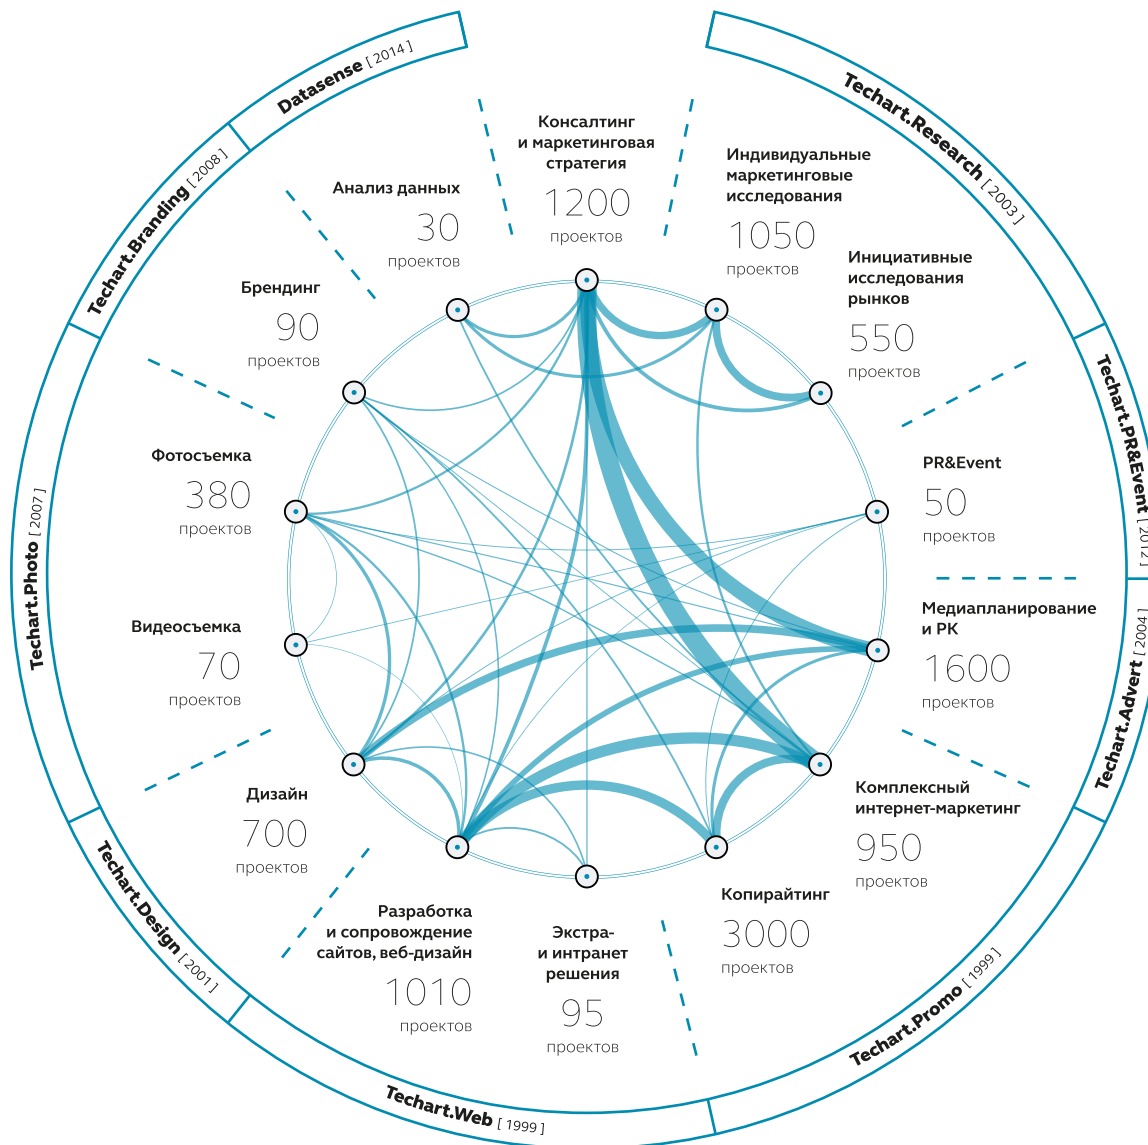 Datasense [ 2014 ]
Techart.Research [ 2003 ]
Techart.Branding [ 2008 ]
Techart.PR&Event [ 2012 ]
Techart.Photo [ 2007 ]
Techart.Advert [ 2004 ]
Techart.Design [ 2001 ]
Techart.Promo [ 1999 ]
Techart.Web [ 1999 ]
Консалтинг
и маркетинговая
стратегия
1200
проектов
Индивидуальные
маркетинговые
исследования
1050
проектов
Инициативные
исследования
рынков
550
проектов
PR&Event
50
проектов
Медиапланирование
и РК
1600
проектов
Комплексный
интернет-маркетинг
950
проектов
Копирайтинг
3000
проектов
Экстра-
и интранет
решения
95
проектов
Разработка
и сопровождение
сайтов, веб-дизайн
1010
проектов
Дизайн
700
проектов
Видеосъемка
70
проектов
Фотосъемка
380
проектов
Брендинг
90
проектов
Анализ данных
30
проектов